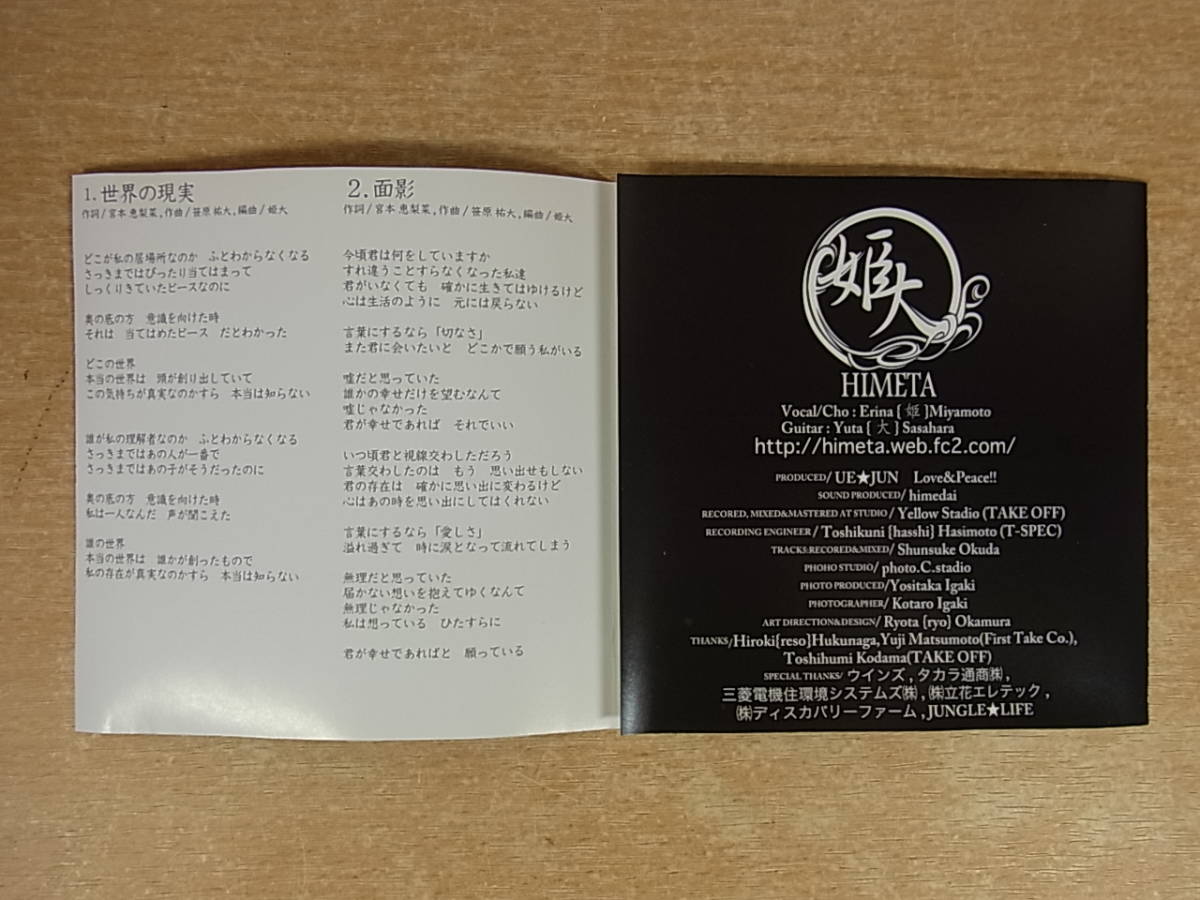 1.世界の現実
作詞/宮本 恵梨菜,作曲/笹原 祐大,編曲/姫大
どこが私の居場所なのか　ふとわからなくなる
さっきまではぴったり当てはまって
しっくりきていたピースなのに
奥の底の方　意識を向けた時
それは　当てはめたピース　だとわかった
どこの世界
本当の世界は　頭が創り出していて
この気持ちが真実なのかすら　本当は知らない
誰が私の理解者なのか　ふとわからなくなる
さっきまではあの人が一番で
さっきまではあの子がそうだったのに
奥の底の方　意識を向けた時
私は一人なんだ　声が聞こえた
誰の世界
本当の世界は　誰かが創ったもので
私の存在が真実なのかすら　本当は知らない
2.面影
作詞/宮本 恵梨菜,作曲/笹原 祐大,編曲/姫大
今頃君は何をしていますか
すれ違うことすらなくなった私達
君がいなくても　確かに生きてはゆけるけど
心は生活のように　元には戻らない
言葉にするなら「切なさ」
また君に会いたいと　どこかで願う私がいる
嘘だと思っていた
誰かの幸せだけを望むなんて
嘘じゃなかった
君が幸せであれば　それでいい
いつ頃君と視線交わしただろう
言葉交わしたのは　もう　思い出せもしない
君の存在は　確かに思い出に変わるけど
心はあの時を思い出にしてはくれない
言葉にするなら「愛しさ」
溢れ過ぎて　時に涙となって流れてしまう
無理だと思っていた
届かない想いを抱えてゆくなんて
無理じゃなかった
私は想っている　ひたすらに
君が幸せであればと　願っている
姫大
HIMETA
Vocal/Cho : Erina [ 姫 ]Miyamoto
Guitar : Yuta [ 大 ] Sasahara
http://himeta.web.fc2.com/
PRODUCED/ UE★JUN　Love&Peace!!
SOUND PRODUCED/ himedai
RECORED, MIXED&MASTERED AT STUDIO/ Yellow Stadio (TAKE OFF)
RECORDING ENGINEER/ Toshikuni {hasshi} Hasimoto (T-SPEC)
TRACKS:RECORED&MIXED/ Shunsuke Okuda
PHOHO STUDIO/ photo.C.stadio
PHOTO PRODUCED/Yositaka Igaki
PHOTOGRAPHER/ Kotaro Igaki
ART DIRECTION&DESIGN/ Ryota {ryo} Okamura
THANKS/Hiroki{reso}Hukunaga,Yuji Matsumoto(First Take Co.),
Toshihumi Kodama(TAKE OFF)
SPECIAL THANKS/ ウインズ , タカラ通商㈱ ,
三菱電機住環境システムズ㈱ , ㈱立花エレテック ,
㈱ディスカバリーファーム , JUNGLE★LIFE